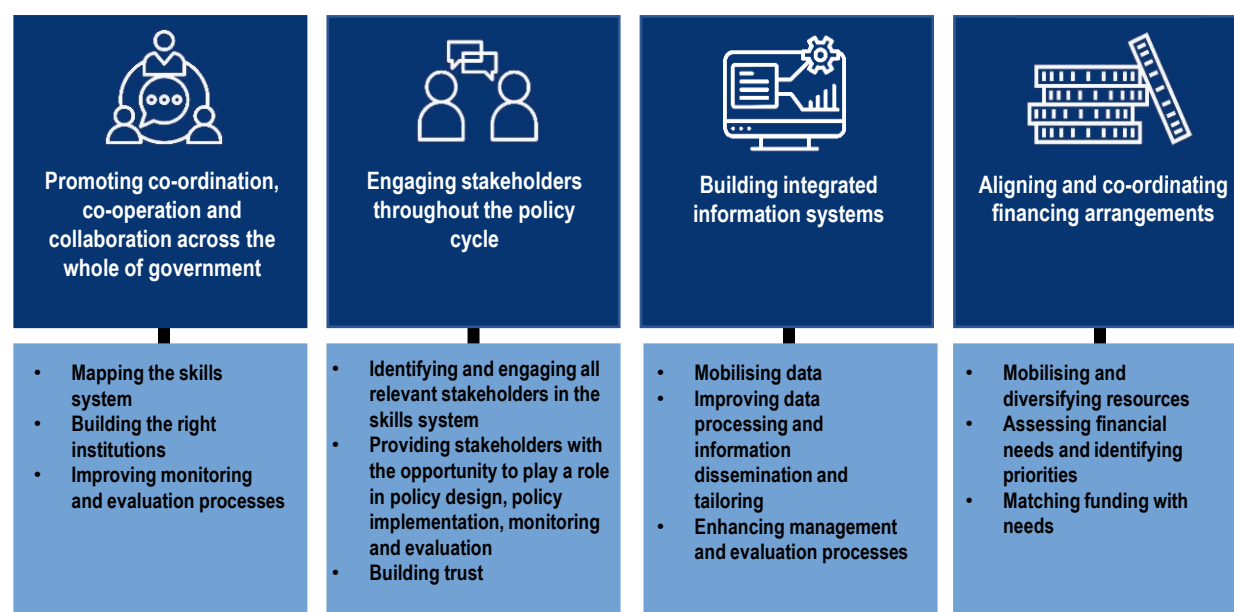 Promoting co-ordination,
co-operation and
collaboration across the
whole of government
Engaging stakeholders
throughout the policy
cycle
Building integrated
information systems
Aligning and co-ordinating
financing arrangements
• Mapping the skills
system
• Building the right
institutions
• Improving monitoring
and evaluation processes
• Identifying and engaging all
relevant stakeholders in the
skills system
• Providing stakeholders with
the opportunity to play a role
in policy design, policy
implementation, monitoring
and evaluation
• Building trust
• Mobilising data
• Improving data
processing and
information
dissemination and
tailoring
• Enhancing management
and evaluation processes
• Mobilising and
diversifying resources
• Assessing financial
needs and identifying
priorities
• Matching funding with
needs